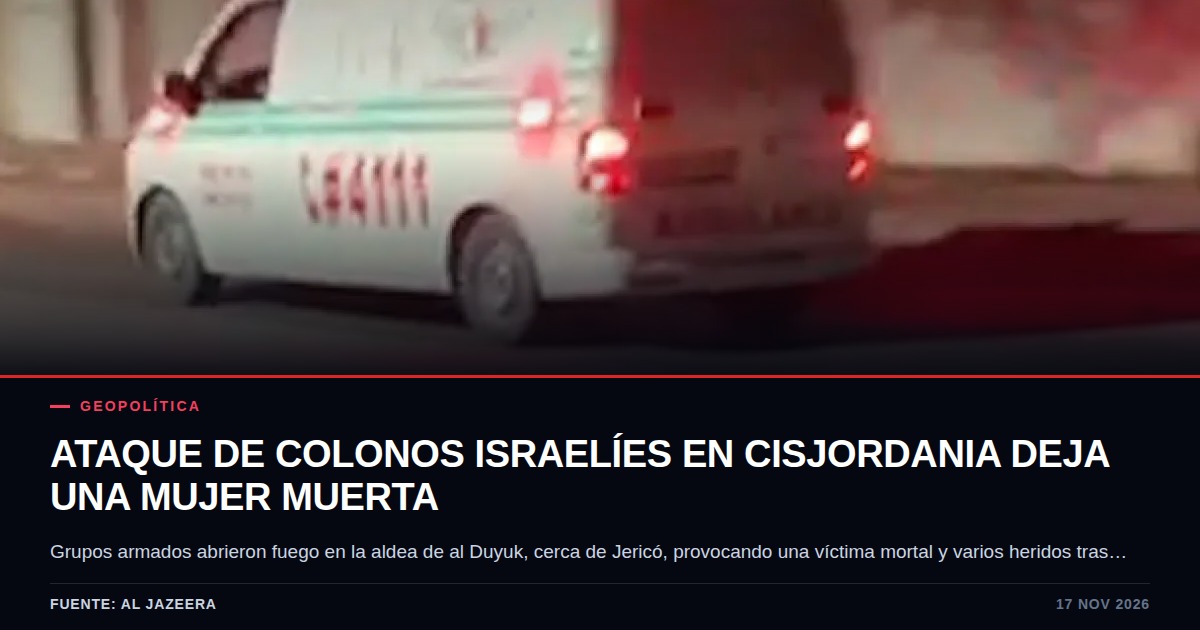 GEOPOLÍTICA
ATAQUE DE COLONOS ISRAELÍES EN CISJORDANIA DEJA
UNA MUJER MUERTA
Grupos armados abrieron fuego en la aldea de al Duyuk, cerca de Jericó, provocando una víctima mortal y varios heridos tras…
FUENTE: AL JAZEERA
17 NOV 2026